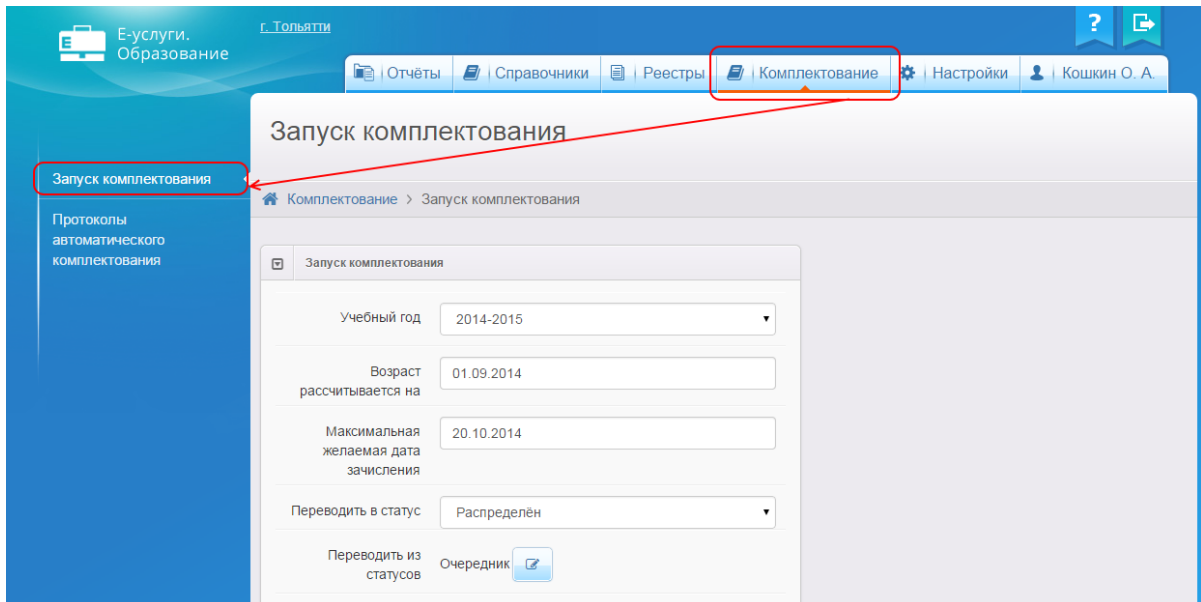 Е-услуги.
Образование
г. Тольятти
?
Отчёты
Справочники
Реестры
Комплектование
Настройки
Кошкин О. А.
Запуск комплектования
Запуск комплектования
Протоколы
автоматического
комплектования
Комплектование > Запуск комплектования
Запуск комплектования
Учебный год
2014-2015
Возраст
рассчитывается на
01.09.2014
Максимальная
желаемая дата
зачисления
20.10.2014
Переводить в статус
Распределён
Переводить из
статусов
Очередник